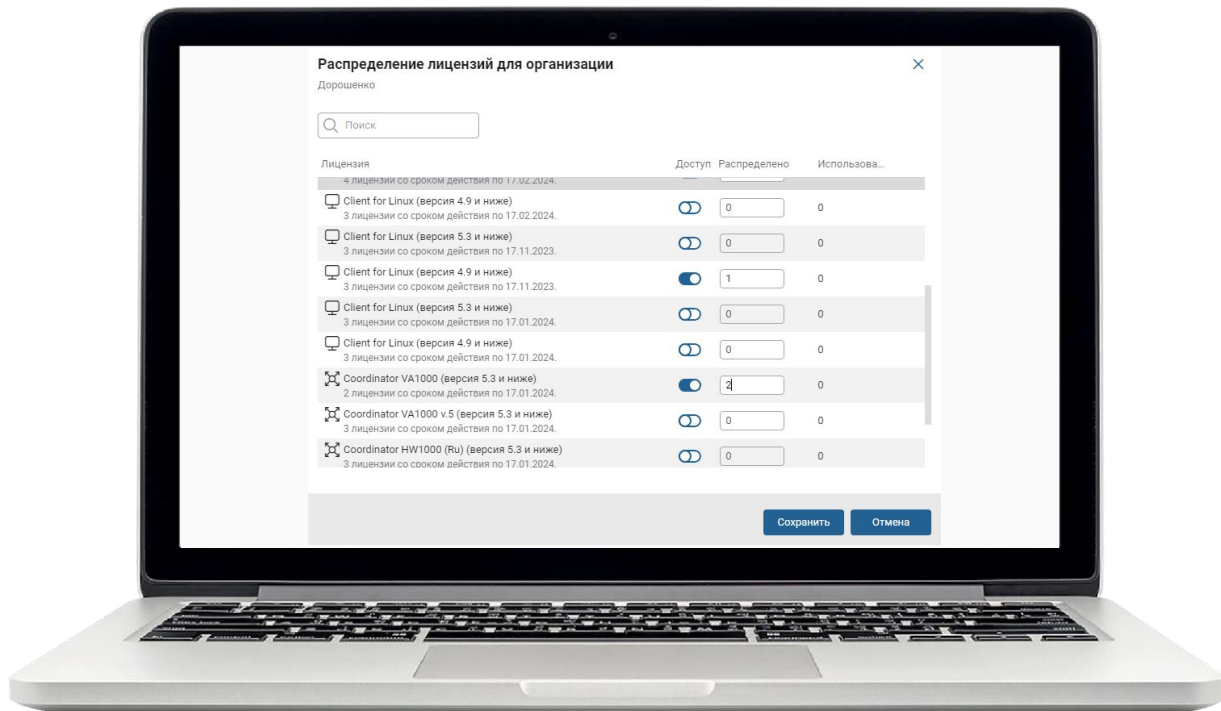 Распределение лицензий для организации
Дорошенко
Поиск
Лицензия Доступ Распределено Использова...
4 лицензии со сроком действия по 17.02.2024.
Client for Linux (версия 4.9 и ниже)
3 лицензии со сроком действия по 17.02.2024.
0 0
Client for Linux (версия 5.3 и ниже)
3 лицензии со сроком действия по 17.11.2023.
0 0
Client for Linux (версия 4.9 и ниже)
3 лицензии со сроком действия по 17.11.2023.
1 0
Client for Linux (версия 5.3 и ниже)
3 лицензии со сроком действия по 17.01.2024.
0 0
Client for Linux (версия 4.9 и ниже)
3 лицензии со сроком действия по 17.01.2024.
0 0
Coordinator VA1000 (версия 5.3 и ниже)
2 лицензии со сроком действия по 17.01.2024.
2 0
Coordinator VA1000 v.5 (версия 5.3 и ниже)
3 лицензии со сроком действия по 17.01.2024.
0 0
Coordinator HW1000 (Ru) (версия 5.3 и ниже)
3 лицензии со сроком действия по 17.01.2024.
0 0
Сохранить Отмена